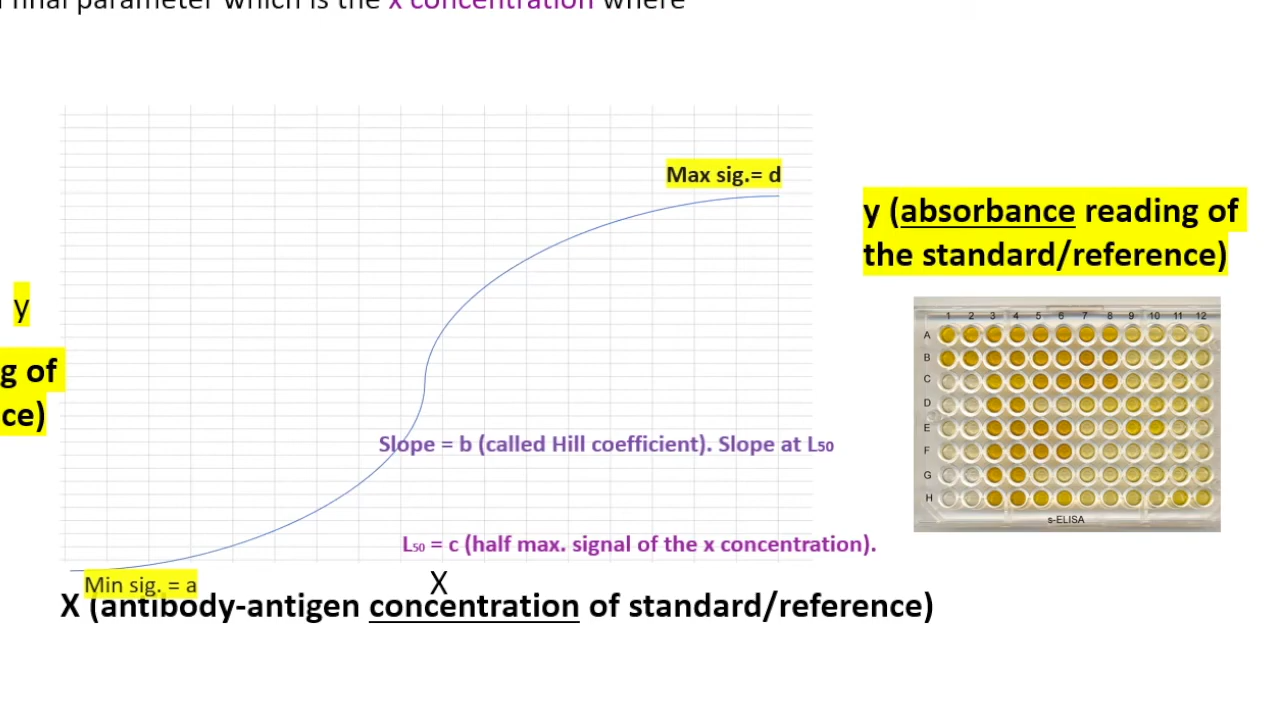 final parameter which is the x concentration where
Max sig.= d
y (absorbance reading of
the standard/reference)
y
g of
ce)
Slope = b (called Hill coefficient). Slope at L50
L50 = c (half max. signal of the x concentration).
Min sig. = a
X
X (antibody-antigen concentration of standard/reference)
1 2 3 4 5 6 7 8 9 10 11 12
A
B
C
D
E
F
G
H
s-ELISA